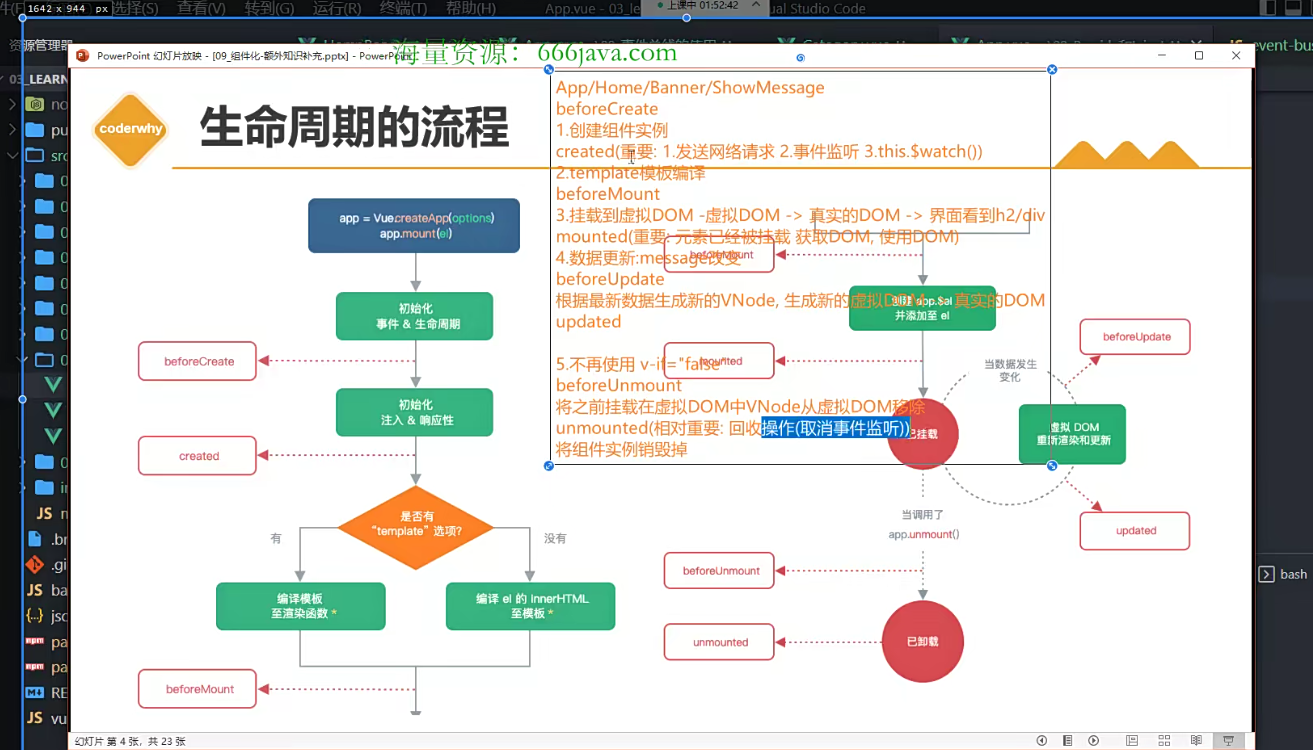 1642 x 944 px
选择(S) 查看(V) 转到(G) 运行(R) 终端(T) 帮助(H)
App.vue - 03_le
上课中 01:52:42
ual Studio Code
资源管理器
海量资源：666java.com
event-bus
PowerPoint 幻灯片放映 - [09_组件化-额外知识补充.pptx] - PowerPoint
03_LEARN
no
pu
src
JS
.br
.gi
JS ba
{..} jsc
npm pa
npm pa
RE
JS vu
bash
coderwhy
生命周期的流程
App/Home/Banner/ShowMessage
beforeCreate
1.创建组件实例
created(重要: 1.发送网络请求 2.事件监听 3.this.$watch())
2.template模板编译
beforeMount
3.挂载到虚拟DOM -虚拟DOM -> 真实的DOM -> 界面看到h2/div
mounted(重要: 元素已经被挂载 获取DOM, 使用DOM)
4.数据更新:message改变
beforeUpdate
根据最新数据生成新的VNode, 生成新的虚拟DOM -> 真实的DOM
updated
5.不再使用 v-if="false"
beforeUnmount
将之前挂载在虚拟DOM中VNode从虚拟DOM移除
unmounted(相对重要: 回收操作(取消事件监听))
将组件实例销毁掉
app = Vue.createApp(options)
app.mount(el)
初始化
事件 & 生命周期
beforeCreate
初始化
注入 & 响应性
created
是否有
“template” 选项?
有
没有
编译模板
至渲染函数 *
编译 el 的 innerHTML
至模板 *
beforeMount
beforeMount
创建 app.$el
并添加至 el
mounted
已挂载
当数据发生
变化
beforeUpdate
虚拟 DOM
重新渲染和更新
updated
当调用了
app.unmount()
beforeUnmount
已卸载
unmounted
幻灯片 第 4 张，共 23 张